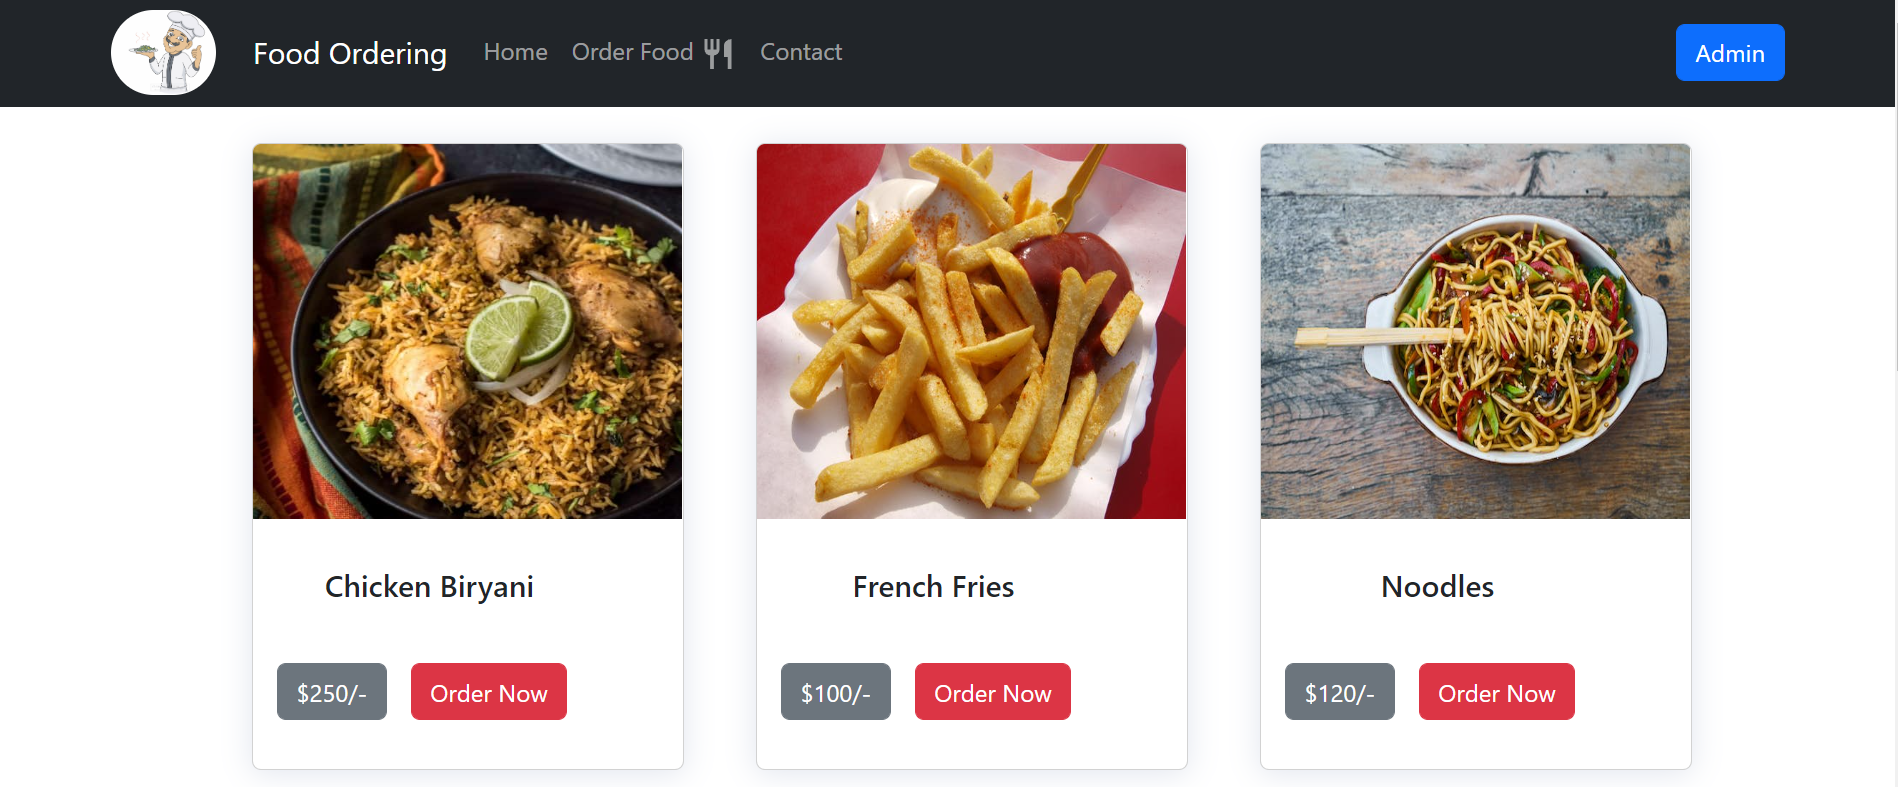 Food Ordering Home Order Food Contact Admin
Chicken Biryani
$250/- Order Now
French Fries
$100/- Order Now
Noodles
$120/- Order Now